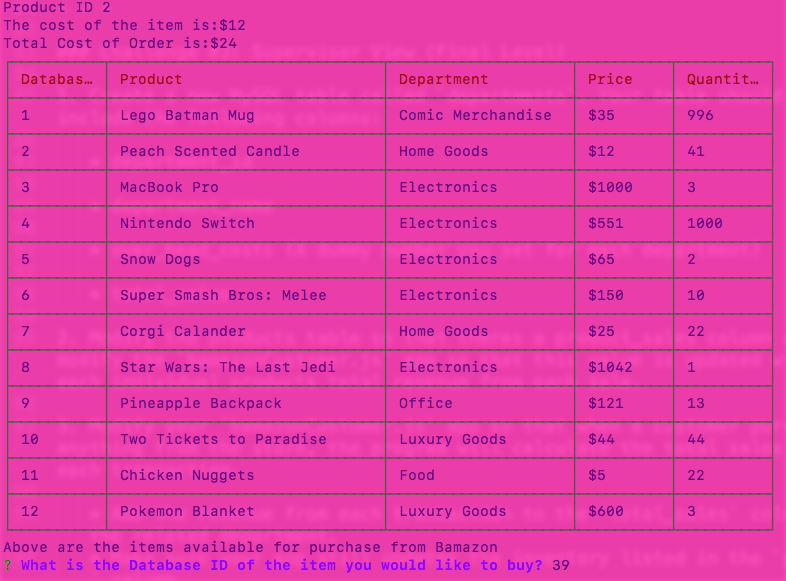 Product ID 2
The cost of the item is:$12
Total Cost of Order is:$24
Databas… Product Department Price Quantit…
1 Lego Batman Mug Comic Merchandise $35 996
2 Peach Scented Candle Home Goods $12 41
3 MacBook Pro Electronics $1000 3
4 Nintendo Switch Electronics $551 1000
5 Snow Dogs Electronics $65 2
6 Super Smash Bros: Melee Electronics $150 10
7 Corgi Calander Home Goods $25 22
8 Star Wars: The Last Jedi Electronics $1042 1
9 Pineapple Backpack Office $121 13
10 Two Tickets to Paradise Luxury Goods $44 44
11 Chicken Nuggets Food $5 22
12 Pokemon Blanket Luxury Goods $600 3
Above are the items available for purchase from Bamazon
? What is the Database ID of the item you would like to buy? 39